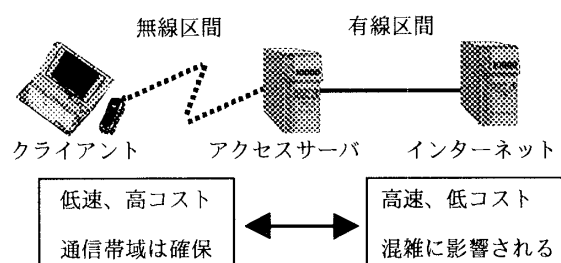 無線区間
有線区間
クライアント
アクセスサーバ
インターネット
低速、高コスト
通信帯域は確保
高速、低コスト
混雑に影響される